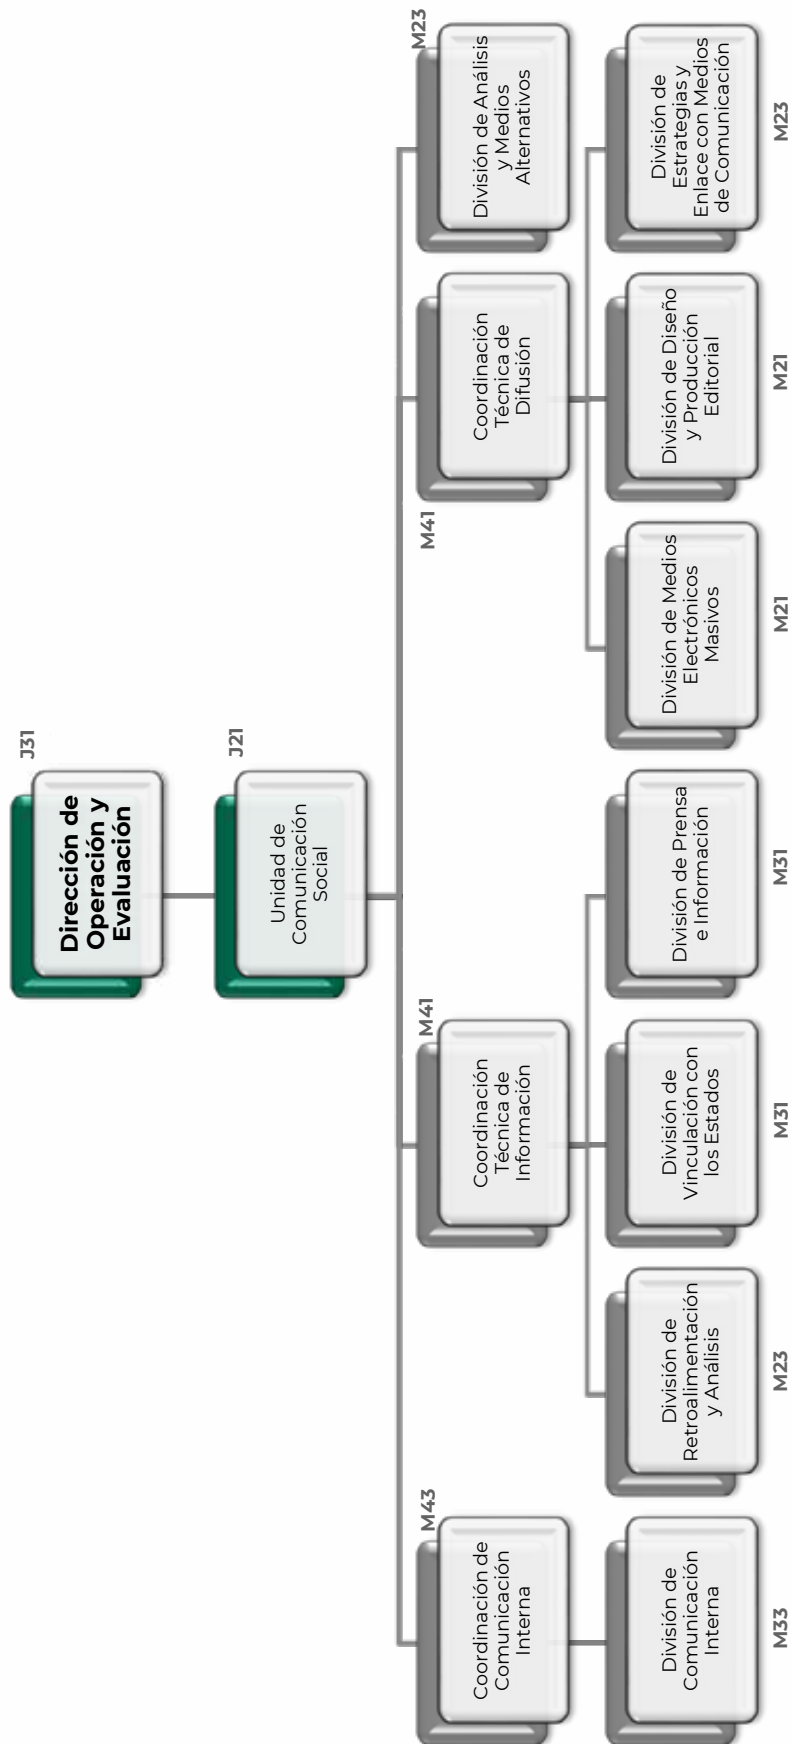 J31
Dirección de
Operación y
Evaluación
J21
Unidad de
Comunicación
Social
M43
Coordinación de
Comunicación
Interna
M41
Coordinación
Técnica de
Información
M41
Coordinación
Técnica de
Difusión
M23
División de Análisis
y Medios
Alternativos
División de
Comunicación
Interna
M33
División de
Retroalimentación
y Análisis
M23
División de
Vinculación con
los Estados
M31
División de Prensa
e Información
M31
División de Medios
Electrónicos
Masivos
M21
División de Diseño
y Producción
Editorial
M21
División de
Estrategias y
Enlace con Medios
de Comunicación
M23